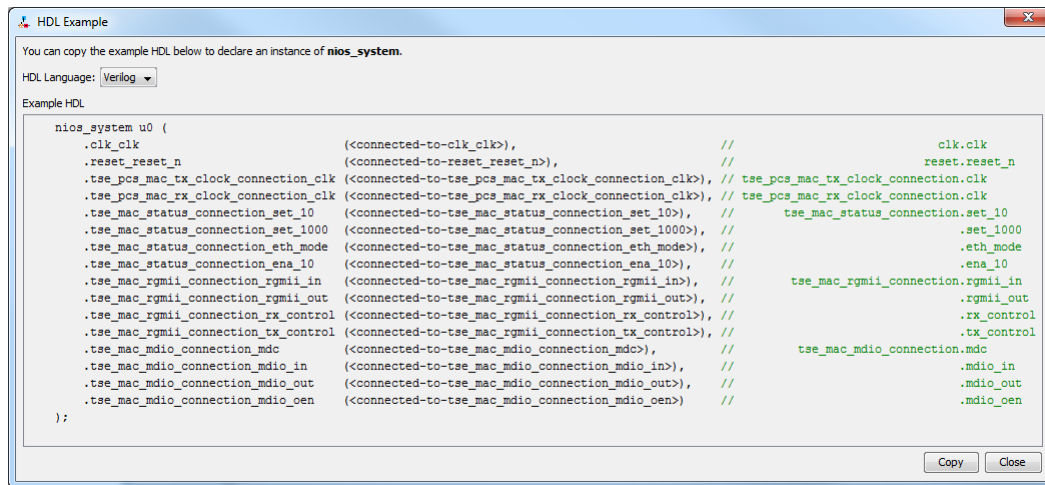 HDL Example
You can copy the example HDL below to declare an instance of nios_system.
HDL Language: Verilog
Example HDL
nios_system u0 (
.clk_clk (<connected-to-clk_clk>), // clk.clk
.reset_reset_n (<connected-to-reset_reset_n>), // reset.reset_n
.tse_pcs_mac_tx_clock_connection_clk (<connected-to-tse_pcs_mac_tx_clock_connection_clk>), // tse_pcs_mac_tx_clock_connection.clk
.tse_pcs_mac_rx_clock_connection_clk (<connected-to-tse_pcs_mac_rx_clock_connection_clk>), // tse_pcs_mac_rx_clock_connection.clk
.tse_mac_status_connection_set_10 (<connected-to-tse_mac_status_connection_set_10>), // tse_mac_status_connection.set_10
.tse_mac_status_connection_set_1000 (<connected-to-tse_mac_status_connection_set_1000>), // .set_1000
.tse_mac_status_connection_eth_mode (<connected-to-tse_mac_status_connection_eth_mode>), // .eth_mode
.tse_mac_status_connection_ena_10 (<connected-to-tse_mac_status_connection_ena_10>), // .ena_10
.tse_mac_rgmii_connection_rgmii_in (<connected-to-tse_mac_rgmii_connection_rgmii_in>), // tse_mac_rgmii_connection.rgmii_in
.tse_mac_rgmii_connection_rgmii_out (<connected-to-tse_mac_rgmii_connection_rgmii_out>), // .rgmii_out
.tse_mac_rgmii_connection_rx_control (<connected-to-tse_mac_rgmii_connection_rx_control>), // .rx_control
.tse_mac_rgmii_connection_tx_control (<connected-to-tse_mac_rgmii_connection_tx_control>), // .tx_control
.tse_mac_mdio_connection_mdc (<connected-to-tse_mac_mdio_connection_mdc>), // tse_mac_mdio_connection.mdc
.tse_mac_mdio_connection_mdio_in (<connected-to-tse_mac_mdio_connection_mdio_in>), // .mdio_in
.tse_mac_mdio_connection_mdio_out (<connected-to-tse_mac_mdio_connection_mdio_out>), // .mdio_out
.tse_mac_mdio_connection_mdio_oen (<connected-to-tse_mac_mdio_connection_mdio_oen>) // .mdio_oen
);
Copy Close